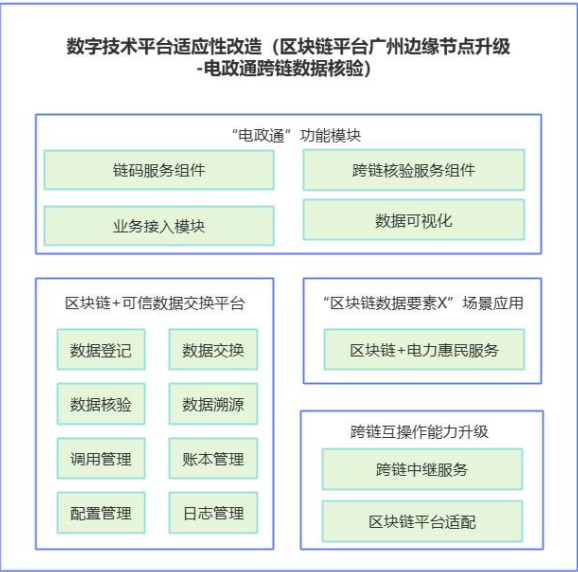 数字技术平台适应性改造（区块链平台广州边缘节点升级
-电政通跨链数据核验）
“电政通”功能模块
链码服务组件
跨链核验服务组件
业务接入模块
数据可视化
区块链+可信数据交换平台
数据登记
数据交换
数据核验
数据溯源
调用管理
账本管理
配置管理
日志管理
“区块链数据要素X”场景应用
区块链+电力惠民服务
跨链互操作能力升级
跨链中继服务
区块链平台适配